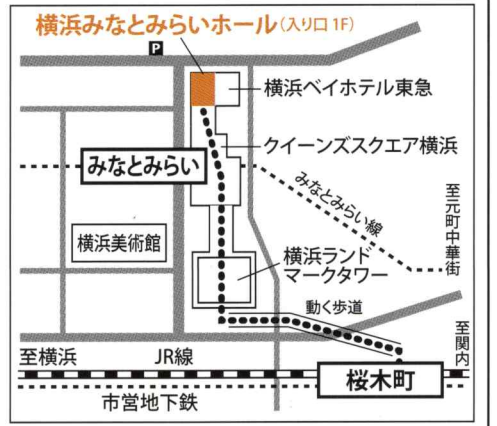 横浜みなとみらいホール(入り口 1F)
P
横浜ベイホテル東急
クイーンズスクエア横浜
みなとみらい
みなとみらい線
至元町中華街
横浜美術館
横浜ランド
マークタワー
動く歩道
至関内
至横浜
JR線
桜木町
市営地下鉄